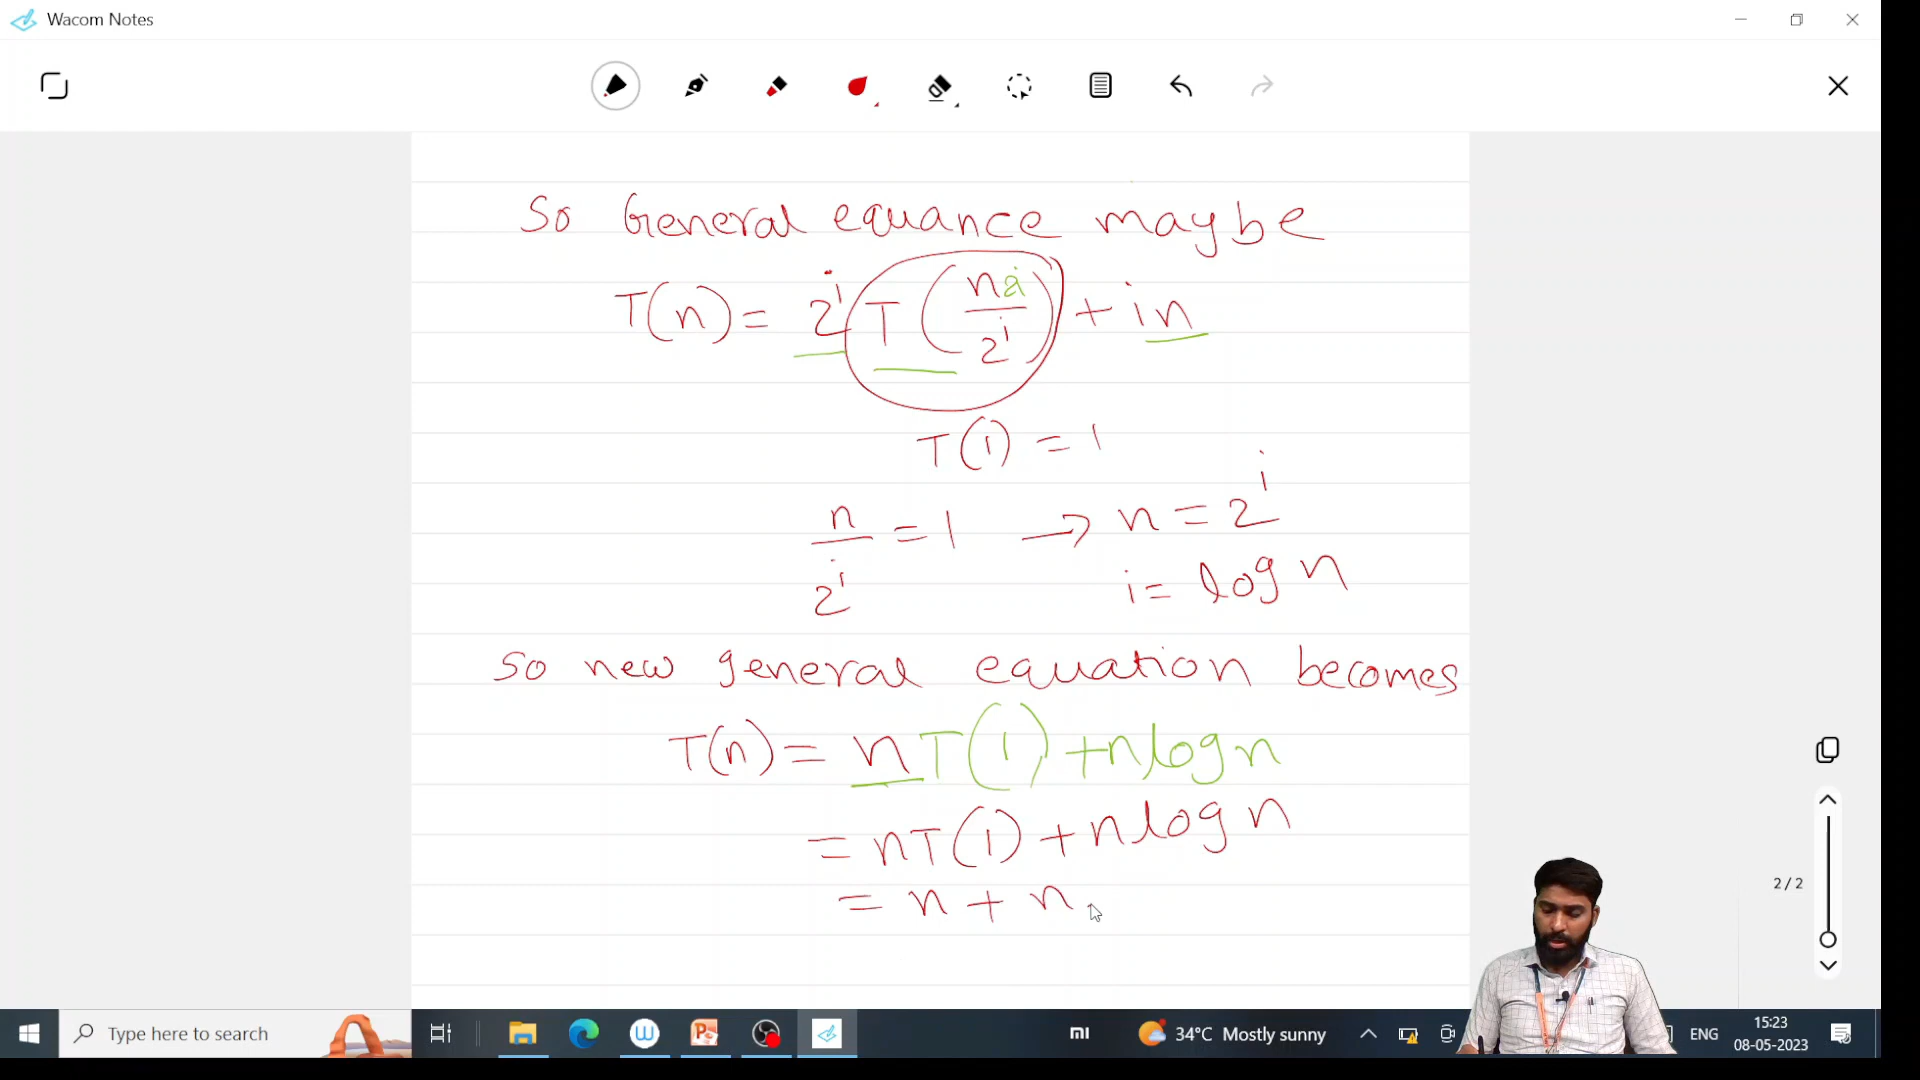 Wacom Notes
So General equance maybe
T(n) = 2^i T(n/2^i) + in
T(1) = 1
n/2^i = 1 → n = 2^i
i = log n
So new general equation becomes
T(n) = nT(1) + nlogn
= nT(1) + nlogn
= n + n
2 / 2
Type here to search
34°C Mostly sunny
ENG
15:23
08-05-2023